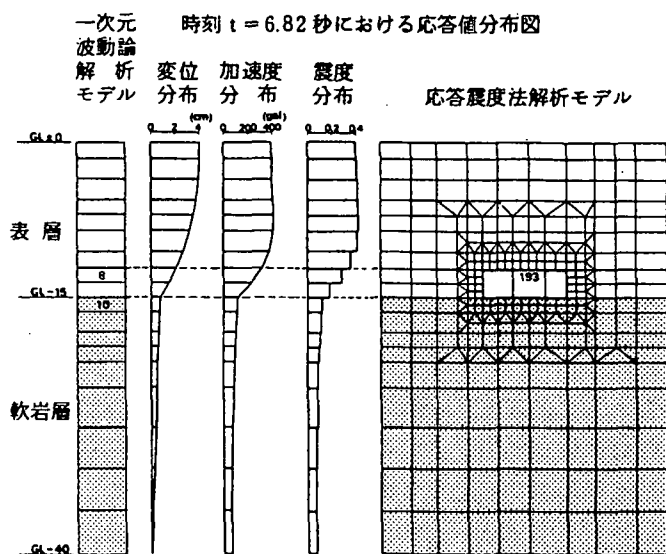 一次元
波動論
解析
モデル
時刻 t = 6.82 秒における応答値分布図
変位
分布
加速度
分 布
震度
分布
応答震度法解析モデル
(cm)
(gal)
0 2 4
0 200 400
0 0.2 0.4
GL±0
表 層
8
193
GL-15
10
軟岩層
GL-40